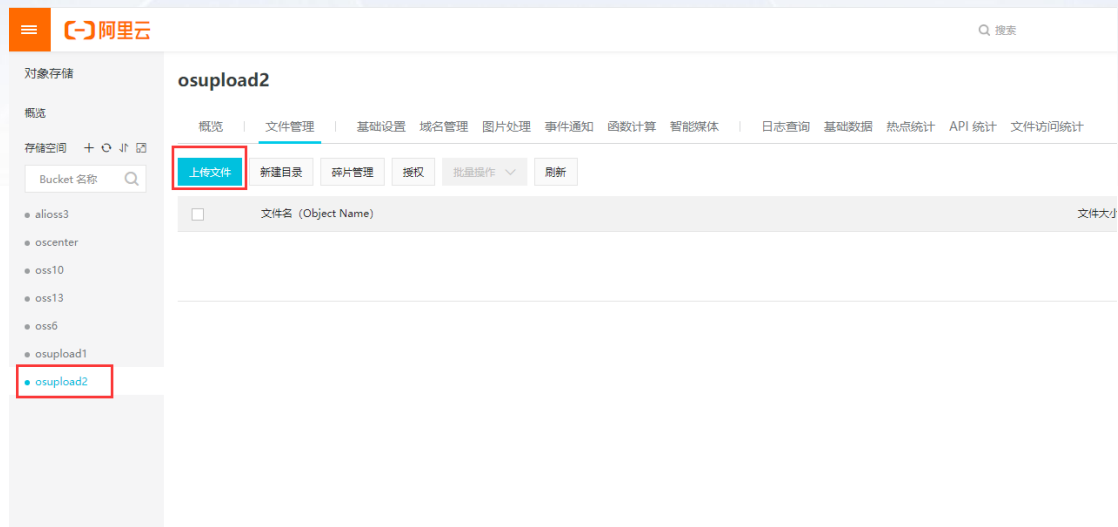 阿里云
搜索
对象存储
概览
存储空间
Bucket 名称
alioss3
oscenter
oss10
oss13
oss6
osupload1
osupload2
osupload2
概览 文件管理 基础设置 域名管理 图片处理 事件通知 函数计算 智能媒体 日志查询 基础数据 热点统计 API 统计 文件访问统计
上传文件 新建目录 碎片管理 授权 批量操作 刷新
文件名（Object Name） 文件大小